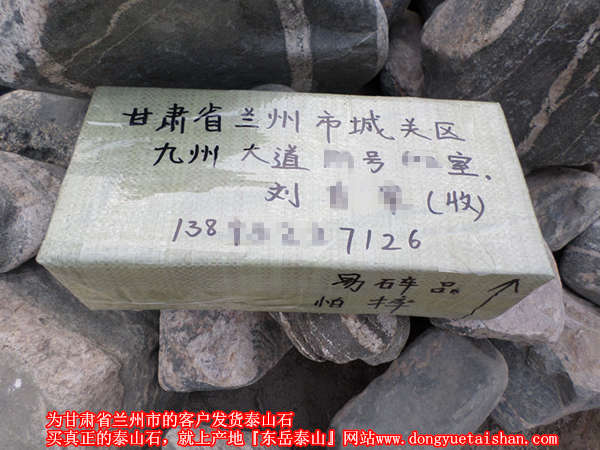 甘肃省兰州市城关区
九州大道 号 室.
刘 (收)
138 7126
易碎品
怕摔
为甘肃省兰州市的客户发货泰山石
买真正的泰山石，就上产地『东岳泰山』网站www.dongyuetaishan.com。